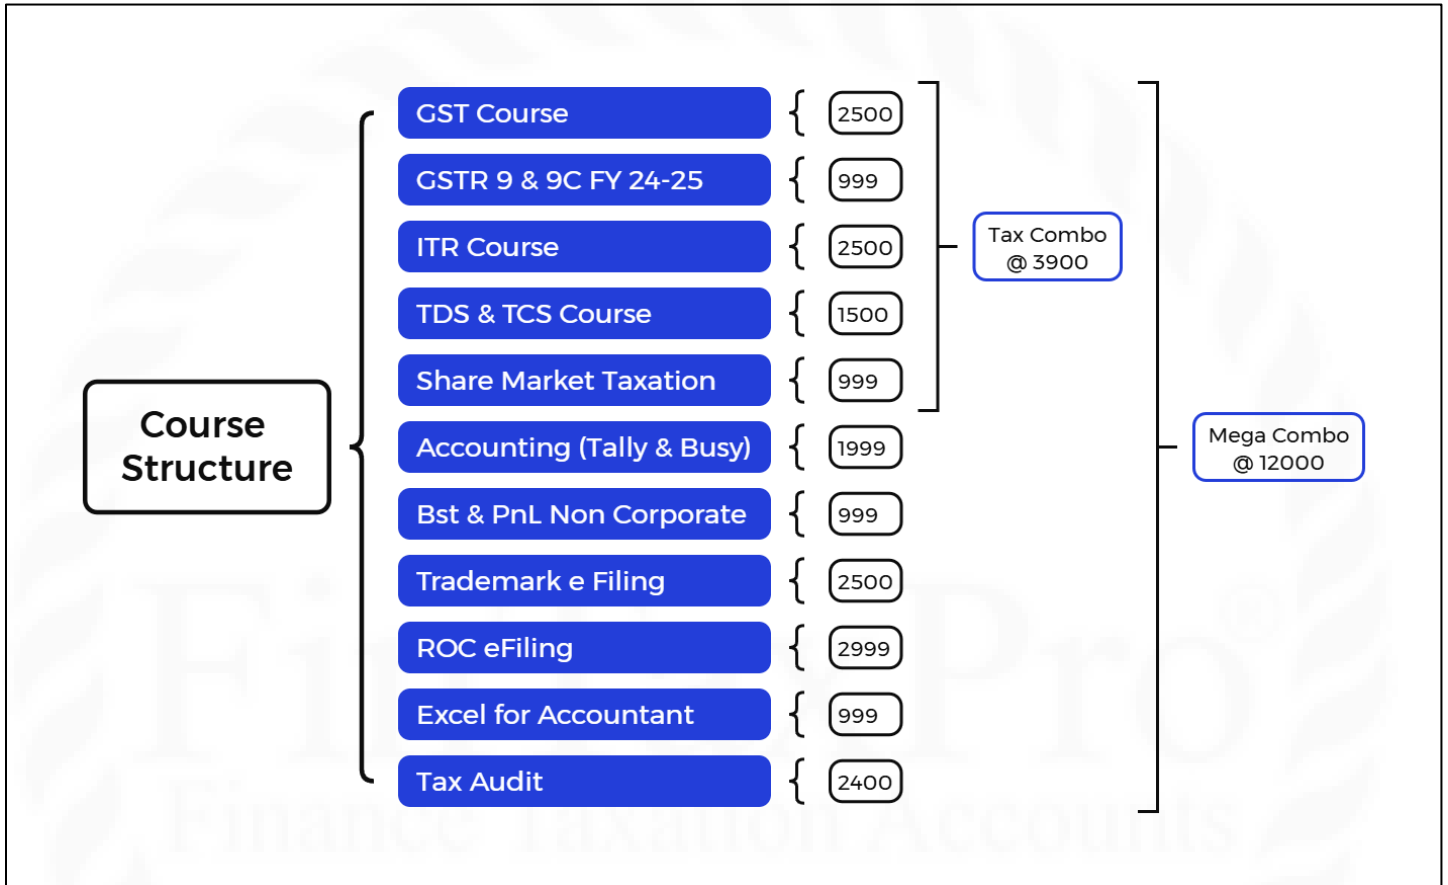 Course
Structure
GST Course
2500
GSTR 9 & 9C FY 24-25
999
ITR Course
2500
TDS & TCS Course
1500
Share Market Taxation
999
Tax Combo
@ 3900
Accounting (Tally & Busy)
1999
Bst & PnL Non Corporate
999
Trademark e Filing
2500
ROC eFiling
2999
Excel for Accountant
999
Tax Audit
2400
Mega Combo
@ 12000
FinTaxPro®
Finance Taxation Accounts